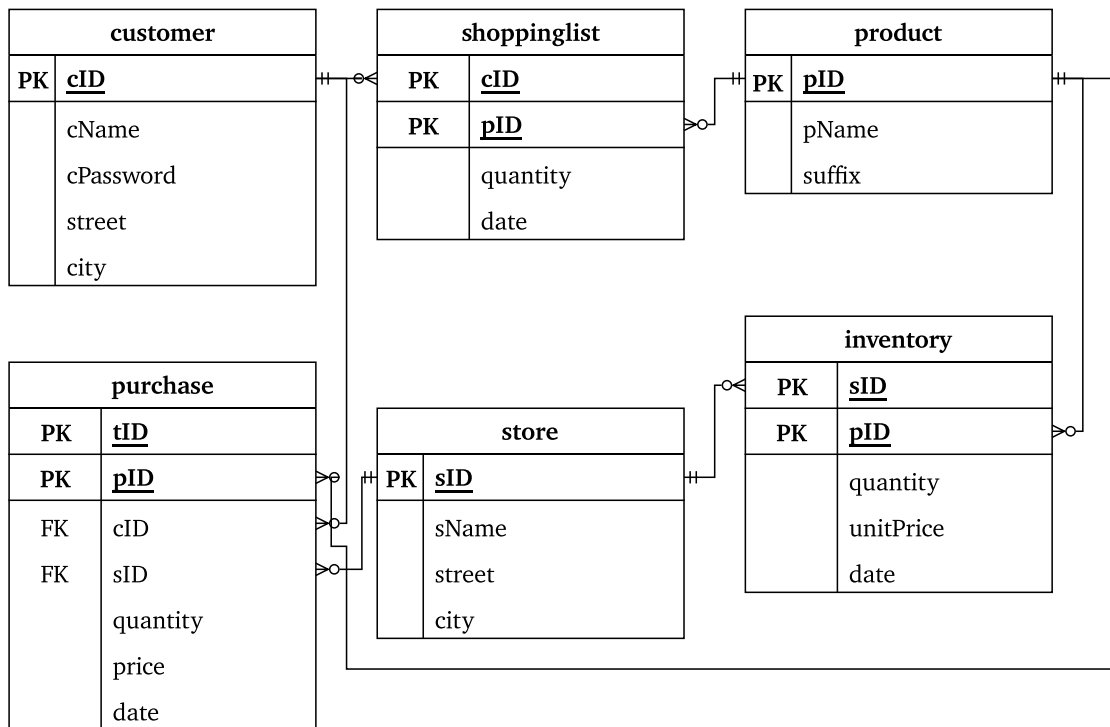 customer
PK cID
cName
cPassword
street
city
shoppinglist
PK cID
PK pID
quantity
date
product
PK pID
pName
suffix
purchase
PK tID
PK pID
FK cID
FK sID
quantity
price
date
store
PK sID
sName
street
city
inventory
PK sID
PK pID
quantity
unitPrice
date